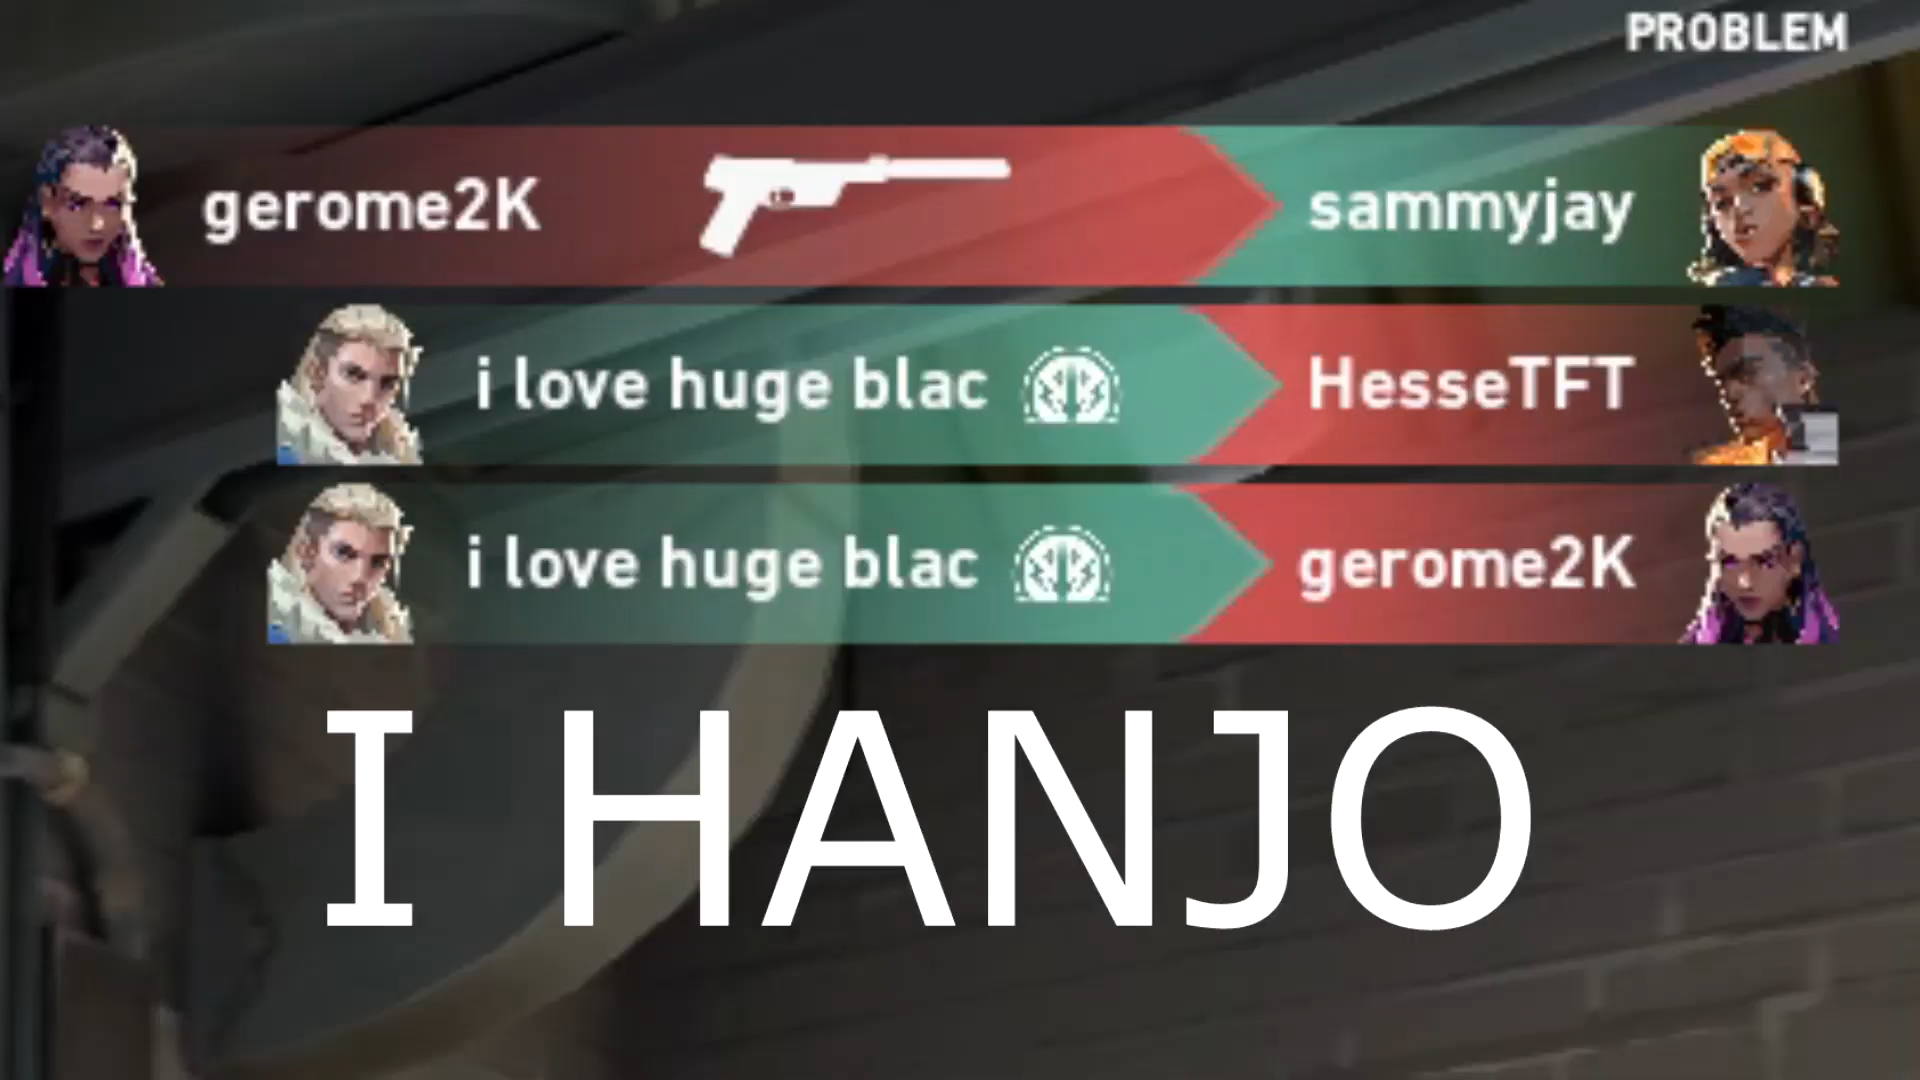 PROBLEM
gerome2K sammyjay
i love huge blac HesseTFT
i love huge blac gerome2K
I HANJO